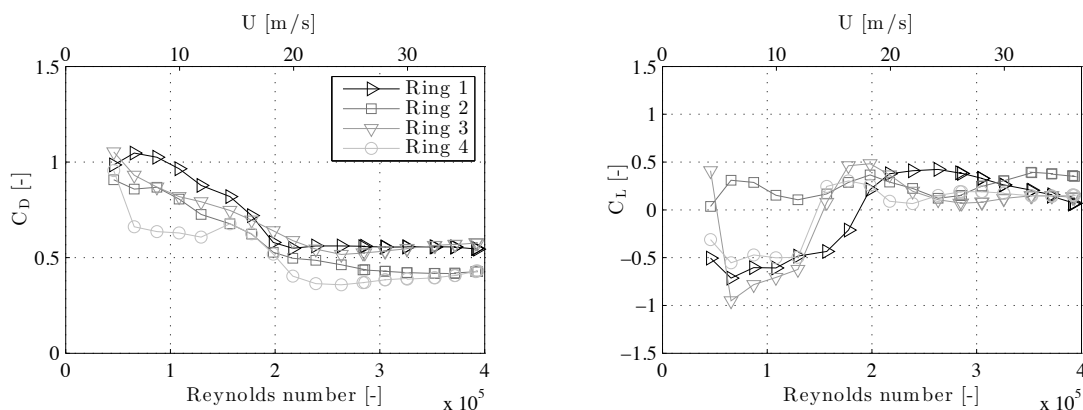 U [m/s]
0 10 20 30
1.5
1
0.5
0
C_D [-]
Ring 1
Ring 2
Ring 3
Ring 4
0 1 2 3 4
Reynolds number [-]
x 10^5
U [m/s]
0 10 20 30
1.5
1
0.5
0
−0.5
−1
−1.5
C_L [-]
0 1 2 3 4
Reynolds number [-]
x 10^5